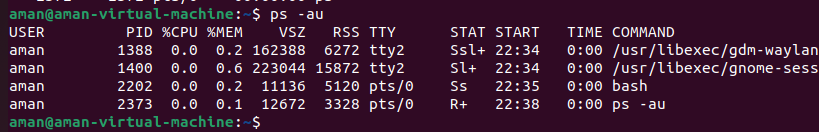 aman@aman-virtual-machine:~$ ps -au
USER         PID %CPU %MEM    VSZ   RSS TTY      STAT START   TIME COMMAND
aman        1388  0.0  0.2 162388  6272 tty2     Ssl+ 22:34   0:00 /usr/libexec/gdm-waylan
aman        1400  0.0  0.6 223044 15872 tty2     Sl+  22:34   0:00 /usr/libexec/gnome-sess
aman        2202  0.0  0.2  11136  5120 pts/0    Ss   22:35   0:00 bash
aman        2373  0.0  0.1  12672  3328 pts/0    R+   22:38   0:00 ps -au
aman@aman-virtual-machine:~$